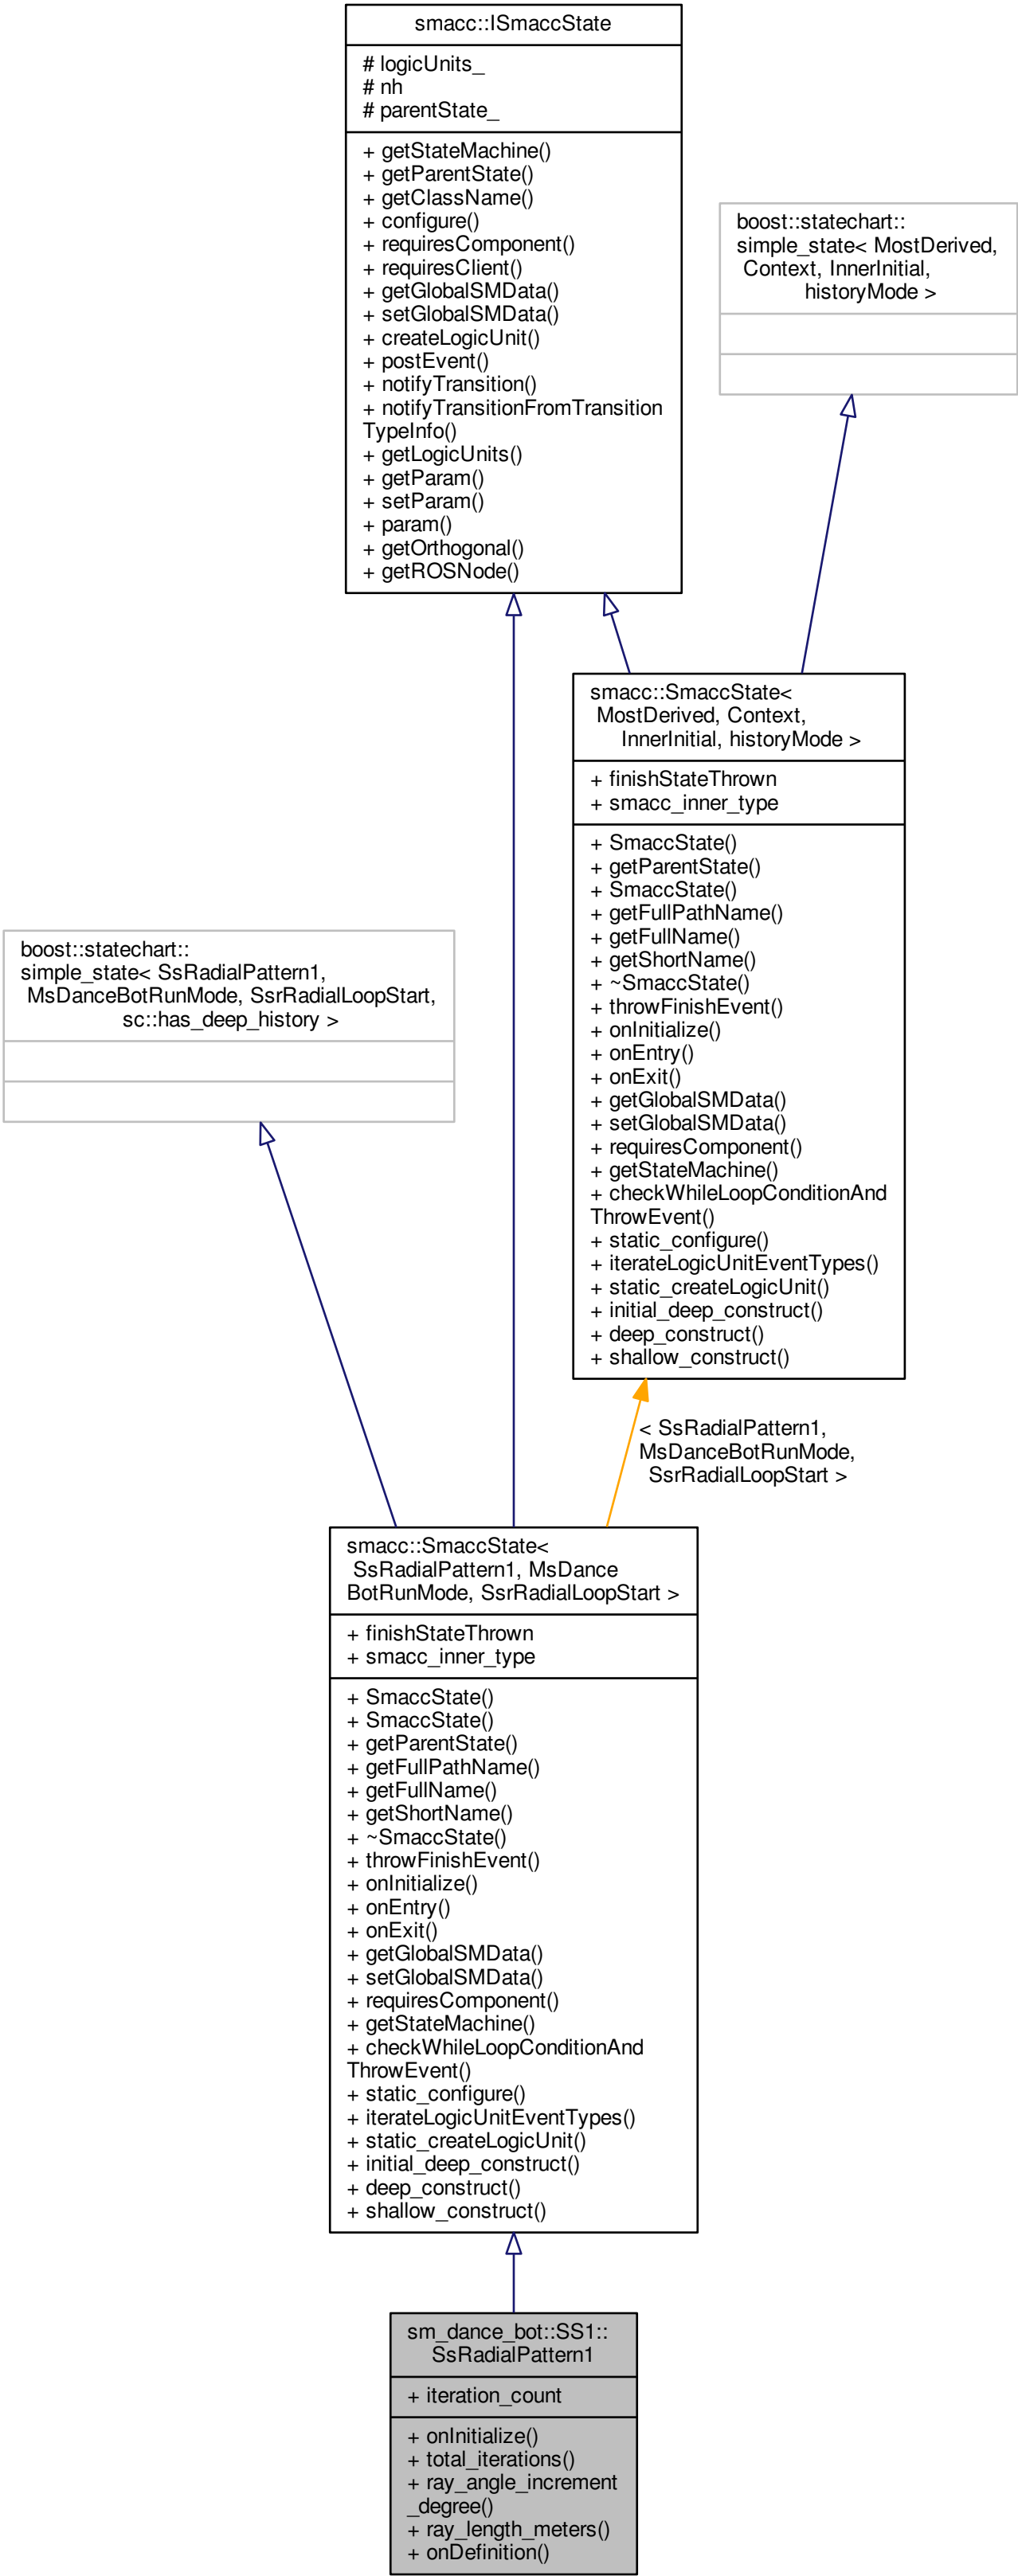 smacc::ISmaccState
# logicUnits_
# nh
# parentState_
+ getStateMachine()
+ getParentState()
+ getClassName()
+ configure()
+ requiresComponent()
+ requiresClient()
+ getGlobalSMData()
+ setGlobalSMData()
+ createLogicUnit()
+ postEvent()
+ notifyTransition()
+ notifyTransitionFromTransition
TypeInfo()
+ getLogicUnits()
+ getParam()
+ setParam()
+ param()
+ getOrthogonal()
+ getROSNode()
boost::statechart::
simple_state< MostDerived,
Context, InnerInitial,
historyMode >
smacc::SmaccState<
MostDerived, Context,
InnerInitial, historyMode >
+ finishStateThrown
+ smacc_inner_type
+ SmaccState()
+ getParentState()
+ SmaccState()
+ getFullPathName()
+ getFullName()
+ getShortName()
+ ~SmaccState()
+ throwFinishEvent()
+ onInitialize()
+ onEntry()
+ onExit()
+ getGlobalSMData()
+ setGlobalSMData()
+ requiresComponent()
+ getStateMachine()
+ checkWhileLoopConditionAnd
ThrowEvent()
+ static_configure()
+ iterateLogicUnitEventTypes()
+ static_createLogicUnit()
+ initial_deep_construct()
+ deep_construct()
+ shallow_construct()
boost::statechart::
simple_state< SsRadialPattern1,
MsDanceBotRunMode, SsrRadialLoopStart,
sc::has_deep_history >
< SsRadialPattern1,
MsDanceBotRunMode,
SsrRadialLoopStart >
smacc::SmaccState<
SsRadialPattern1, MsDance
BotRunMode, SsrRadialLoopStart >
+ finishStateThrown
+ smacc_inner_type
+ SmaccState()
+ SmaccState()
+ getParentState()
+ getFullPathName()
+ getFullName()
+ getShortName()
+ ~SmaccState()
+ throwFinishEvent()
+ onInitialize()
+ onEntry()
+ onExit()
+ getGlobalSMData()
+ setGlobalSMData()
+ requiresComponent()
+ getStateMachine()
+ checkWhileLoopConditionAnd
ThrowEvent()
+ static_configure()
+ iterateLogicUnitEventTypes()
+ static_createLogicUnit()
+ initial_deep_construct()
+ deep_construct()
+ shallow_construct()
sm_dance_bot::SS1::
SsRadialPattern1
+ iteration_count
+ onInitialize()
+ total_iterations()
+ ray_angle_increment
_degree()
+ ray_length_meters()
+ onDefinition()